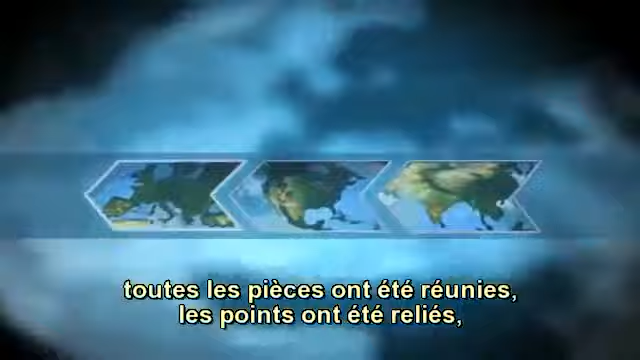 toutes les pièces ont été réunies,
les points ont été reliés,